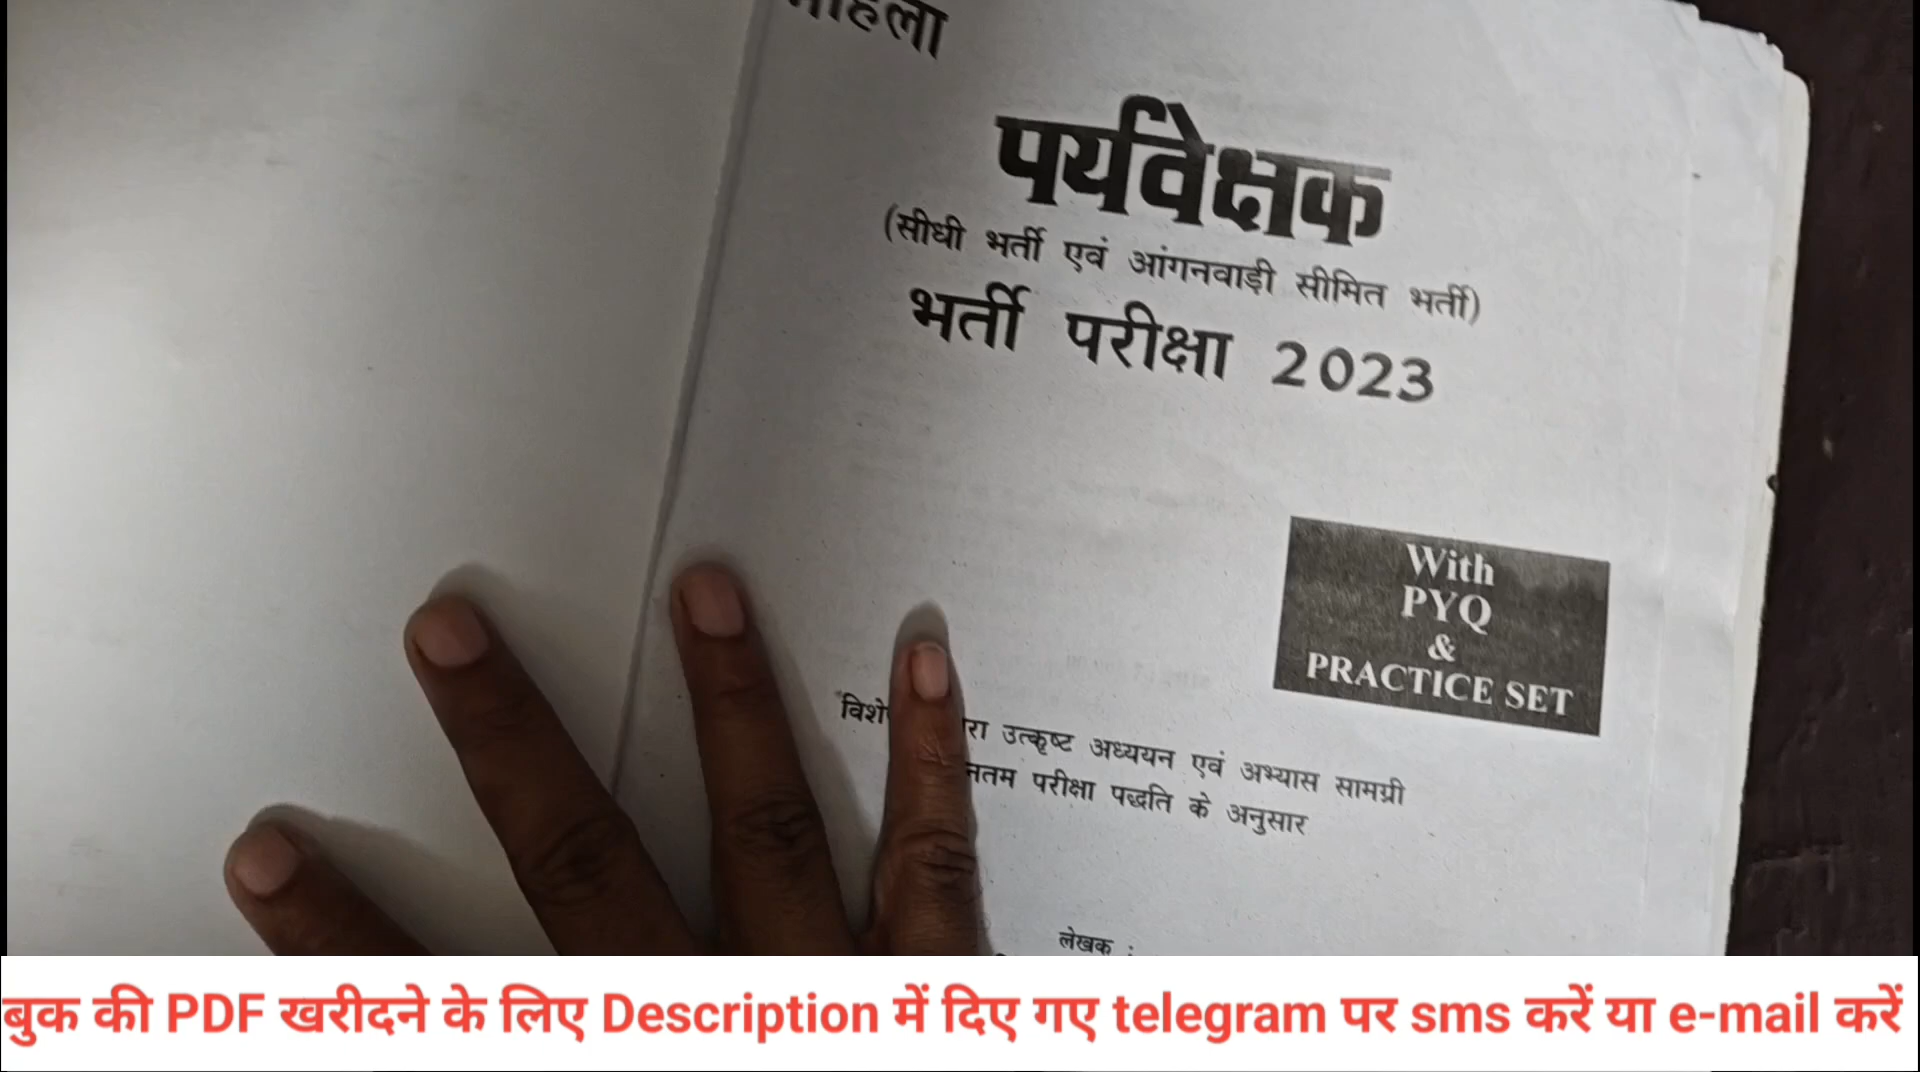 महिला
पर्यवेक्षक
(सीधी भर्ती एवं आंगनवाड़ी सीमित भर्ती)
भर्ती परीक्षा 2023
With
PYQ
&
PRACTICE SET
उत्कृष्ट अध्ययन एवं अभ्यास सामग्री
परीक्षा पद्धति के अनुसार
लेखक :
बुक की PDF खरीदने के लिए Description में दिए गए telegram पर sms करें या e-mail करें